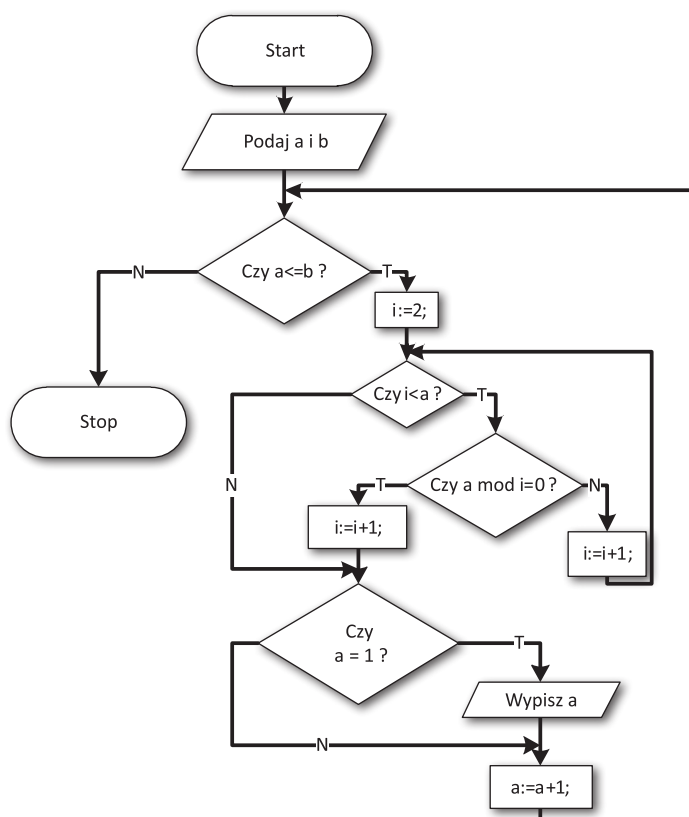 Start
Podaj a i b
Czy a<=b ?
N
T
i:=2;
Czy i<a ?
T
Stop
N
Czy a mod i=0 ?
T
N
i:=i+1;
i:=i+1;
Czy
a = 1 ?
T
Wypisz a
N
a:=a+1;